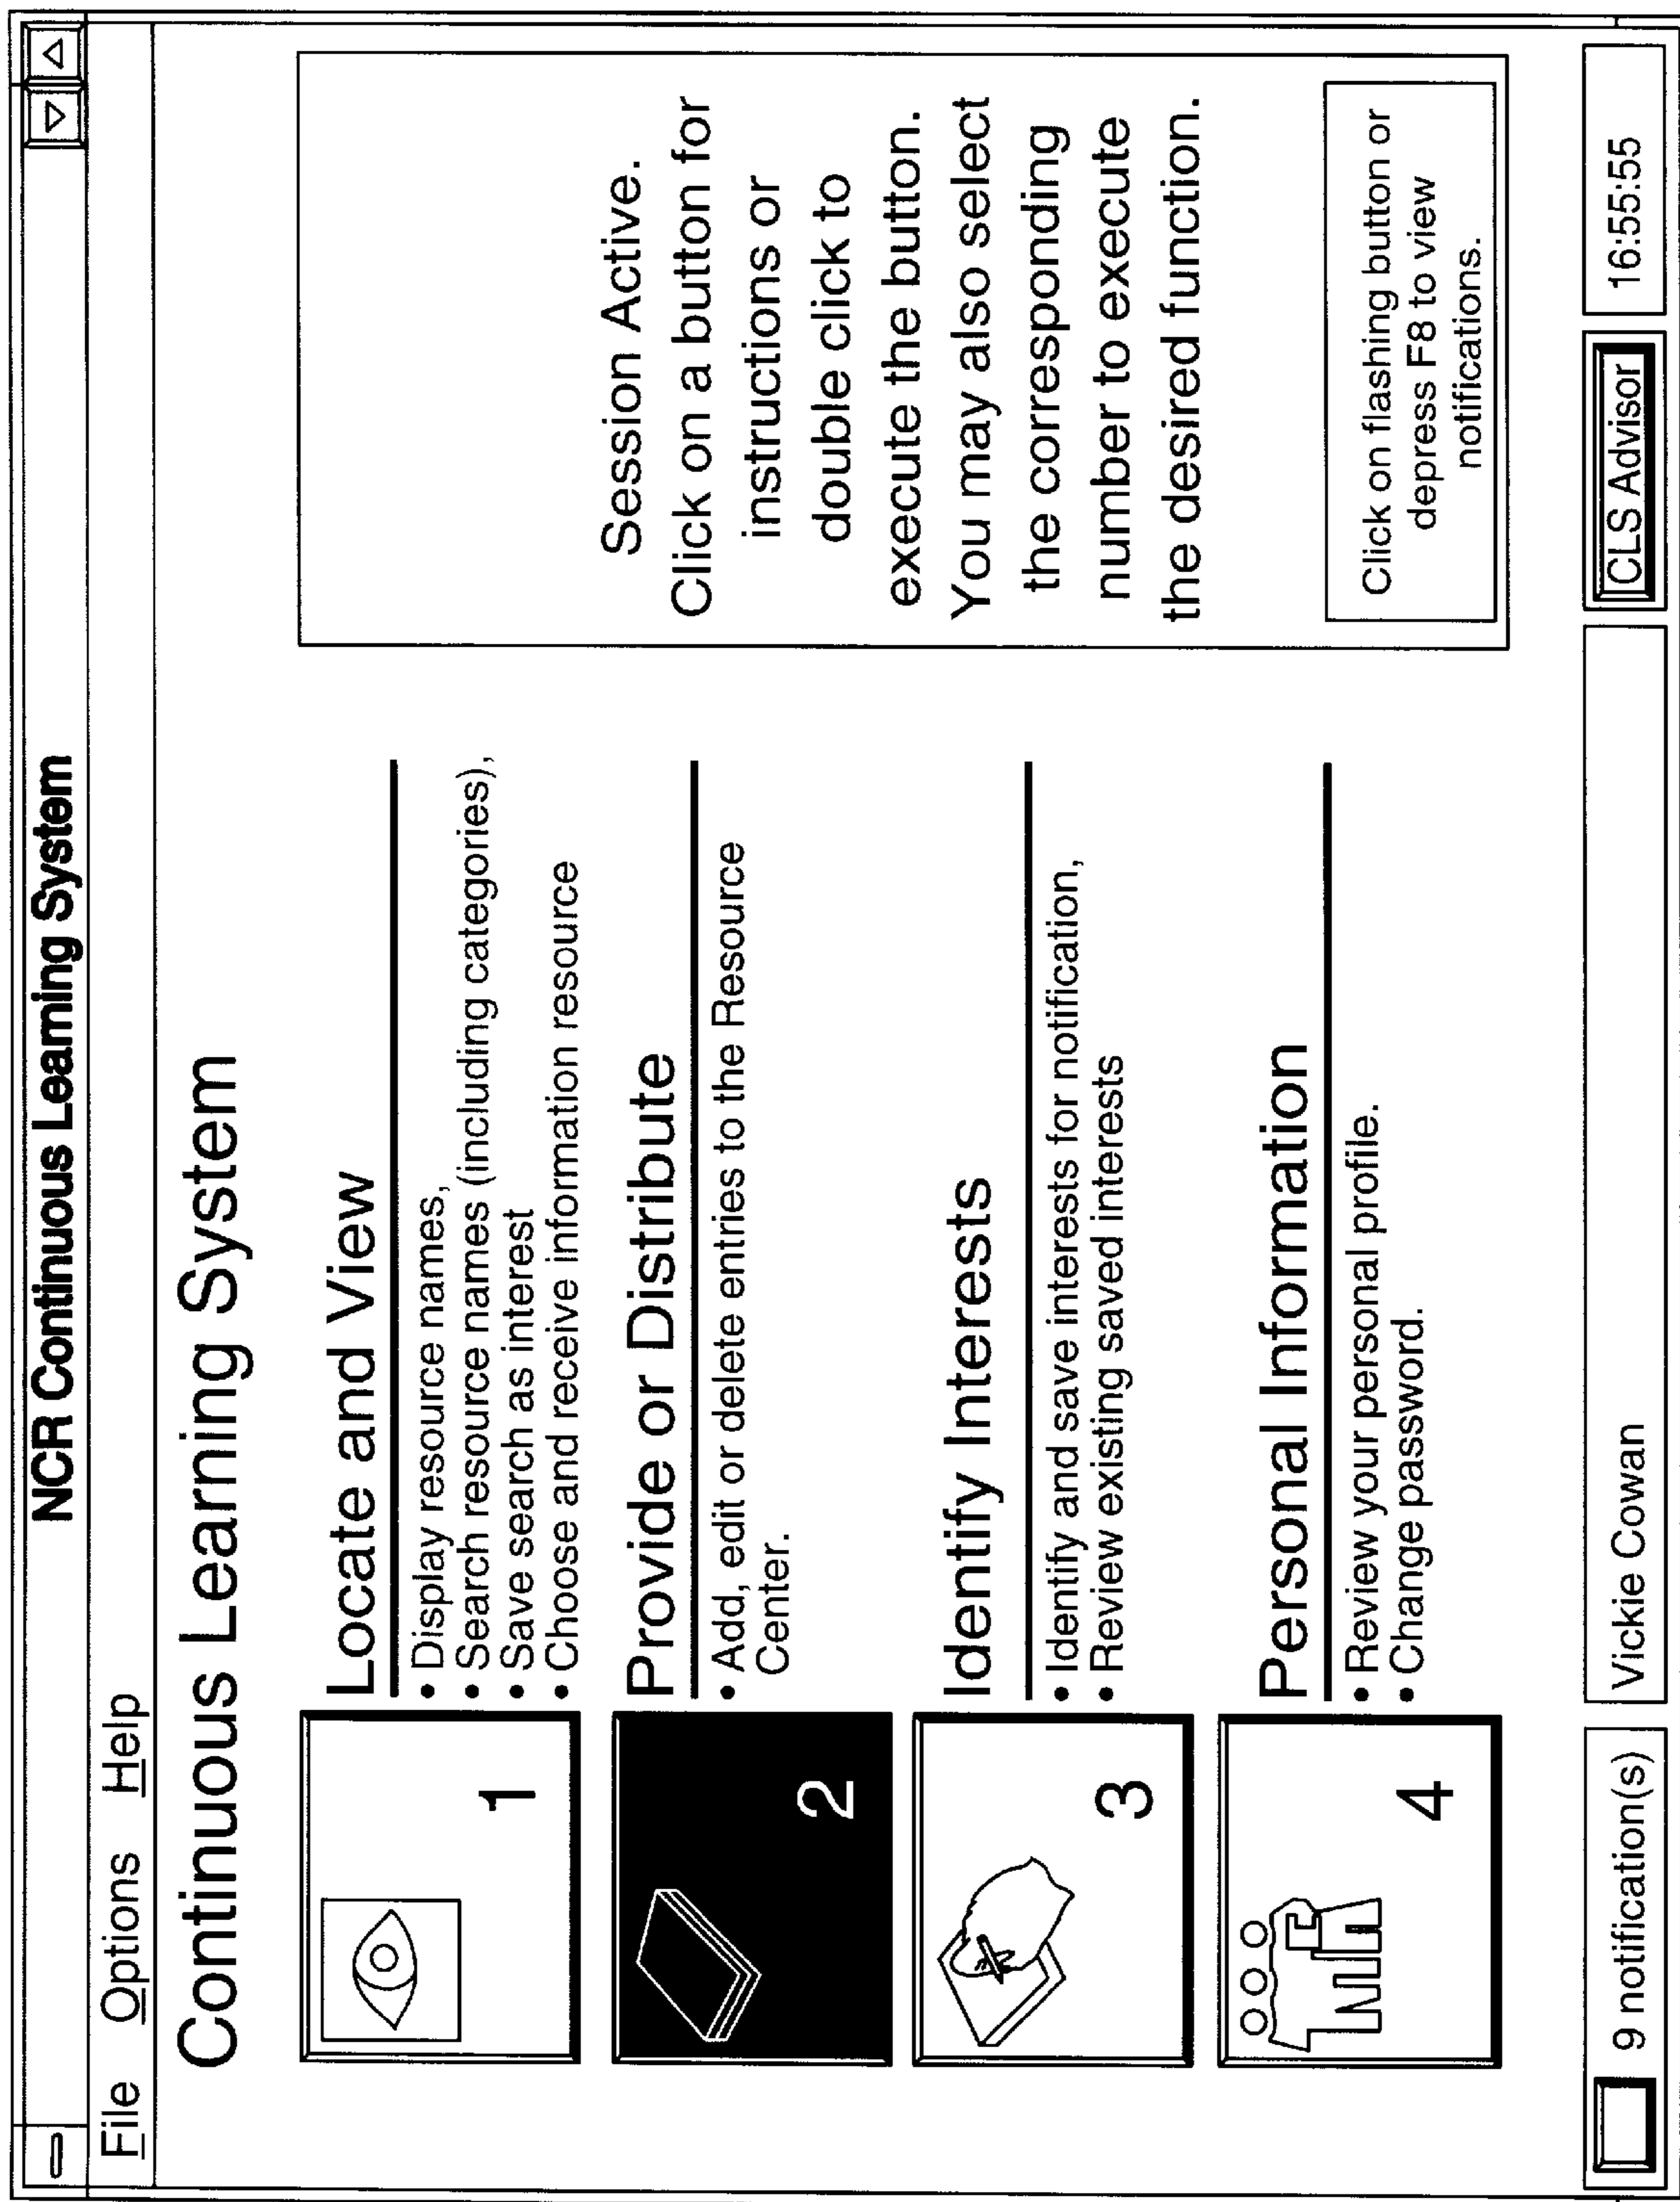 NCR Continuous Learning System
File Options Help
Continuous Learning System
1
Locate and View
• Display resource names,
• Search resource names (including categories),
• Save search as interest
• Choose and receive information resource
2
Provide or Distribute
• Add, edit or delete entries to the Resource
Center.
3
Identify Interests
• Identify and save interests for notification,
• Review existing saved interests
4
Personal Information
• Review your personal profile.
• Change password.
Session Active.
Click on a button for
instructions or
double click to
execute the button.
You may also select
the corresponding
number to execute
the desired function.
Click on flashing button or
depress F8 to view
notifications.
9 notification(s)
Vickie Cowan
CLS Advisor
16:55:55